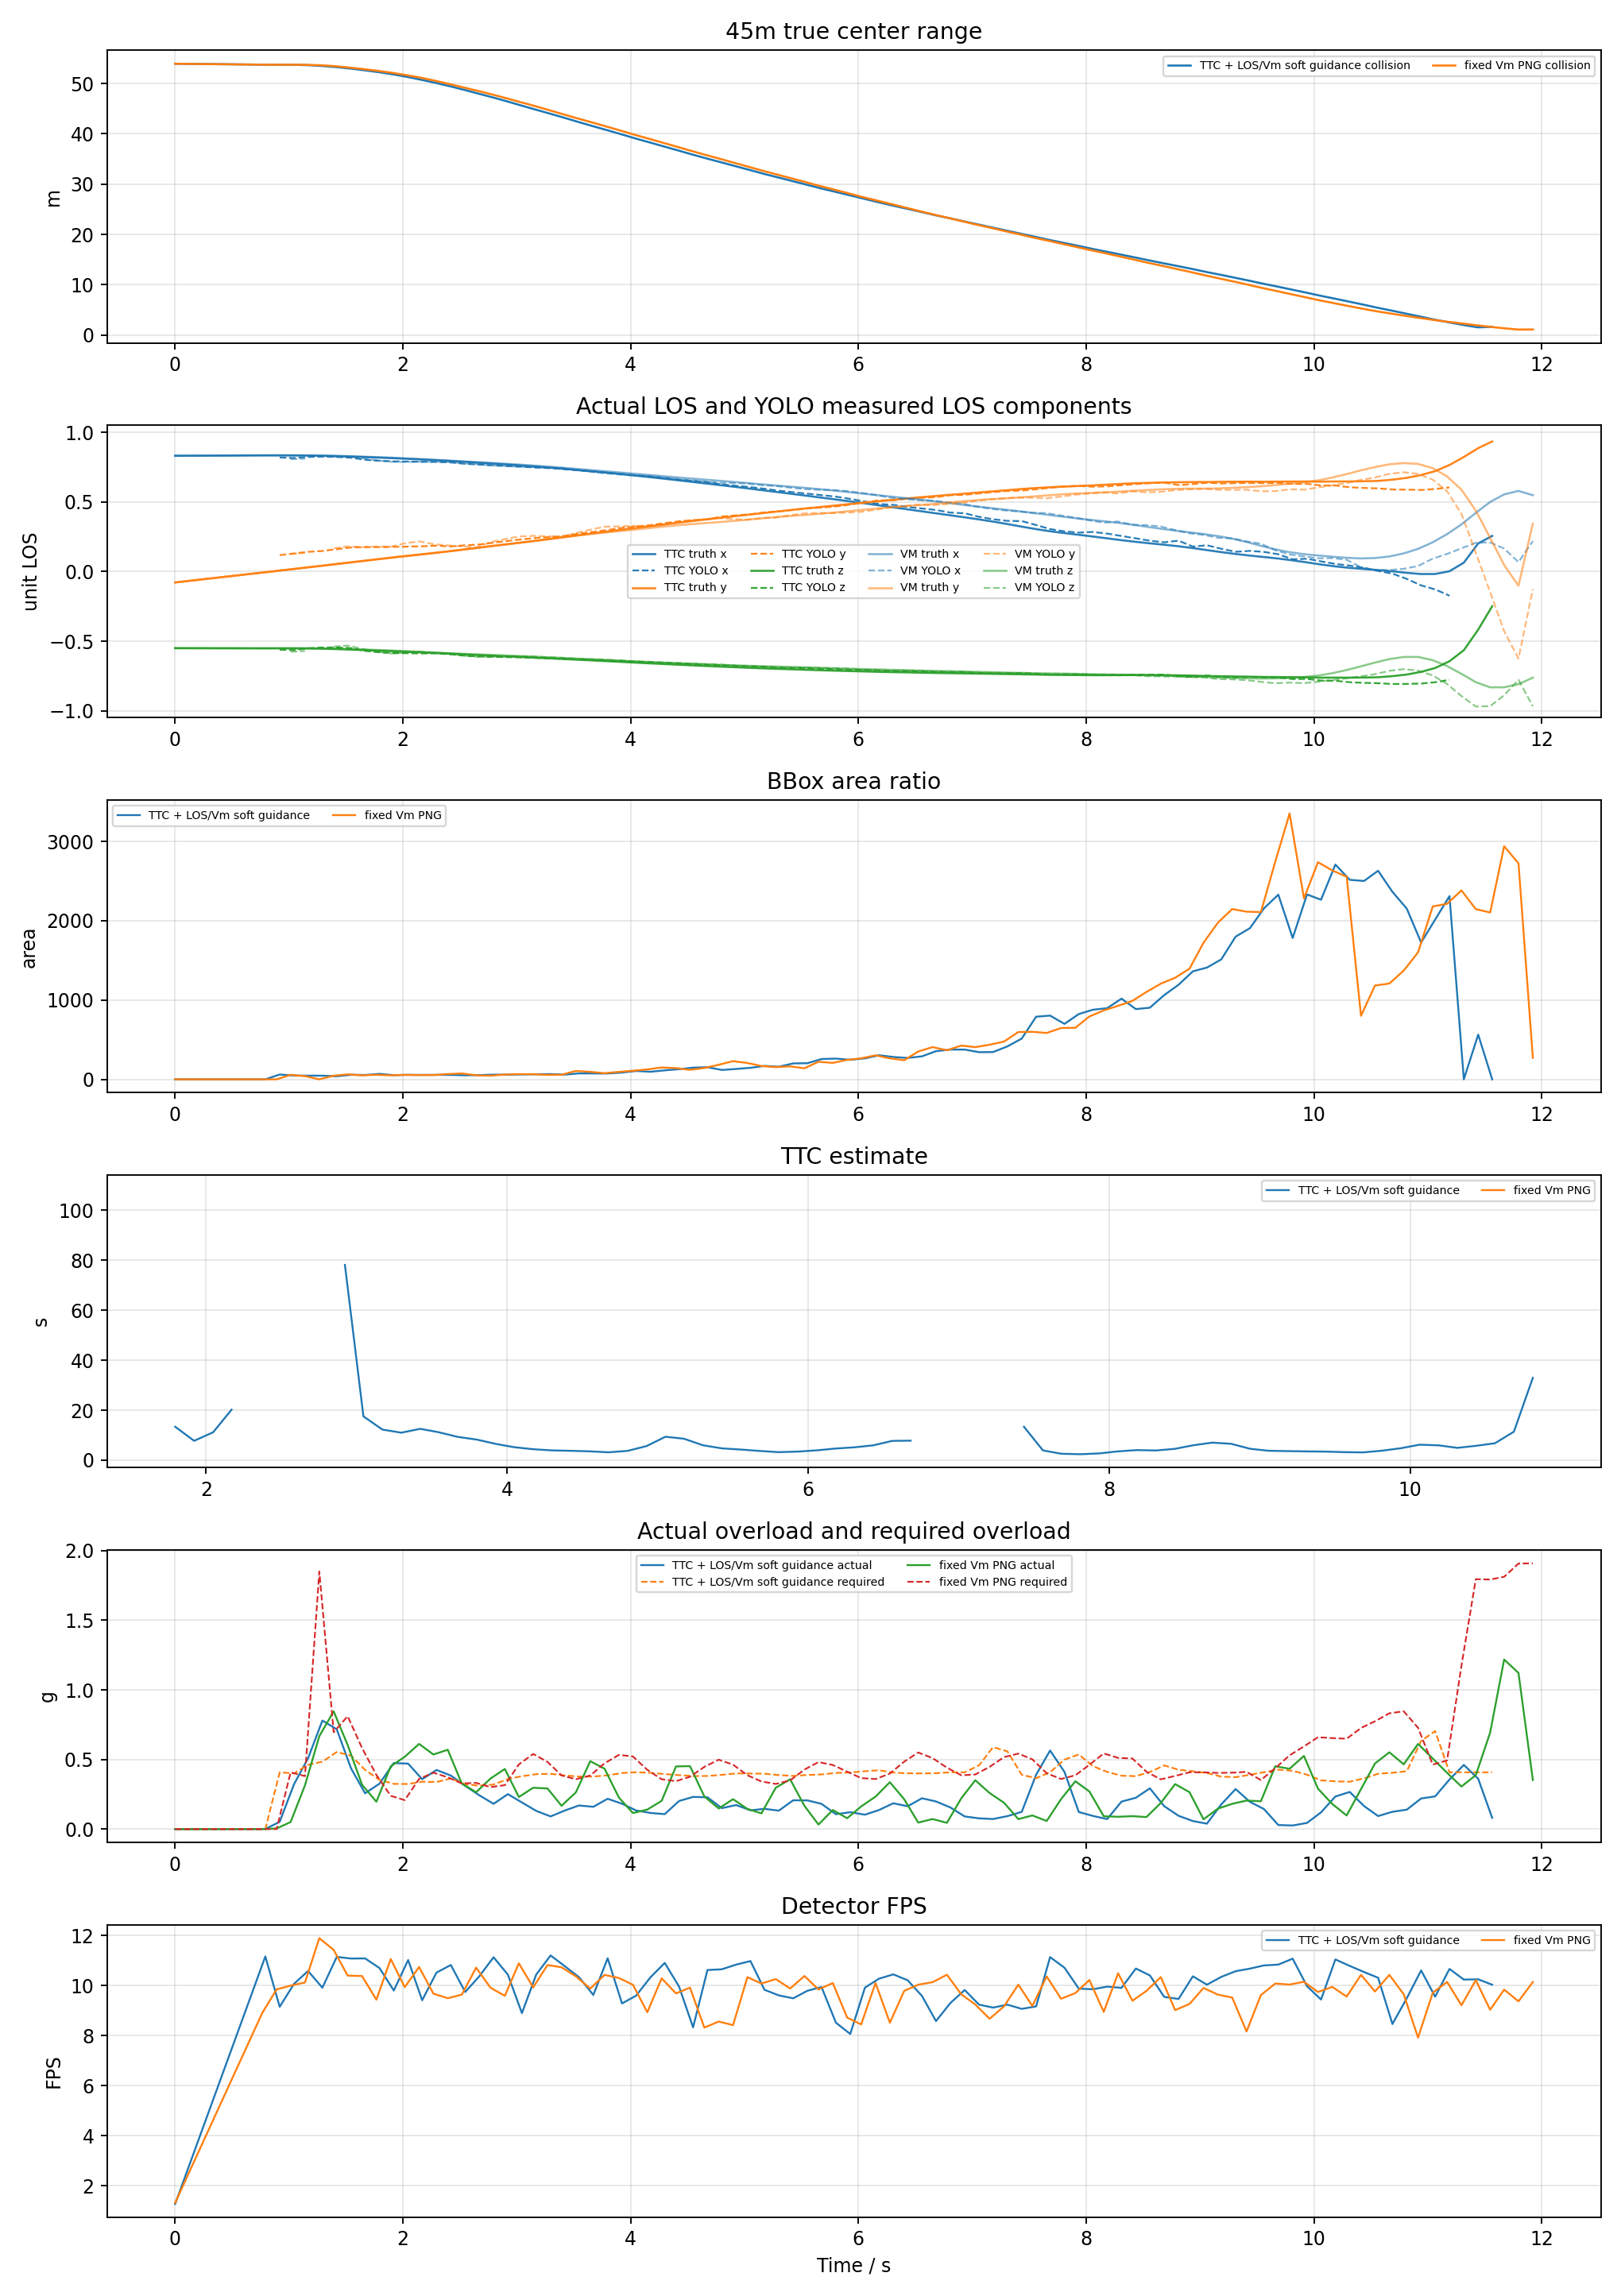 45m true center range
TTC + LOS/Vm soft guidance collision
fixed Vm PNG collision
m
50
40
30
20
10
0
0 2 4 6 8 10 12
Actual LOS and YOLO measured LOS components
unit LOS
1.0
0.5
0.0
−0.5
−1.0
TTC truth x TTC YOLO y VM truth x VM YOLO y
TTC YOLO x TTC truth z VM YOLO x VM truth z
TTC truth y TTC YOLO z VM truth y VM YOLO z
0 2 4 6 8 10 12
BBox area ratio
TTC + LOS/Vm soft guidance
fixed Vm PNG
area
3000
2000
1000
0
0 2 4 6 8 10 12
TTC estimate
TTC + LOS/Vm soft guidance
fixed Vm PNG
s
100
80
60
40
20
0
2 4 6 8 10
Actual overload and required overload
TTC + LOS/Vm soft guidance actual fixed Vm PNG actual
TTC + LOS/Vm soft guidance required fixed Vm PNG required
g
2.0
1.5
1.0
0.5
0.0
0 2 4 6 8 10 12
Detector FPS
TTC + LOS/Vm soft guidance
fixed Vm PNG
FPS
12
10
8
6
4
2
0 2 4 6 8 10 12
Time / s